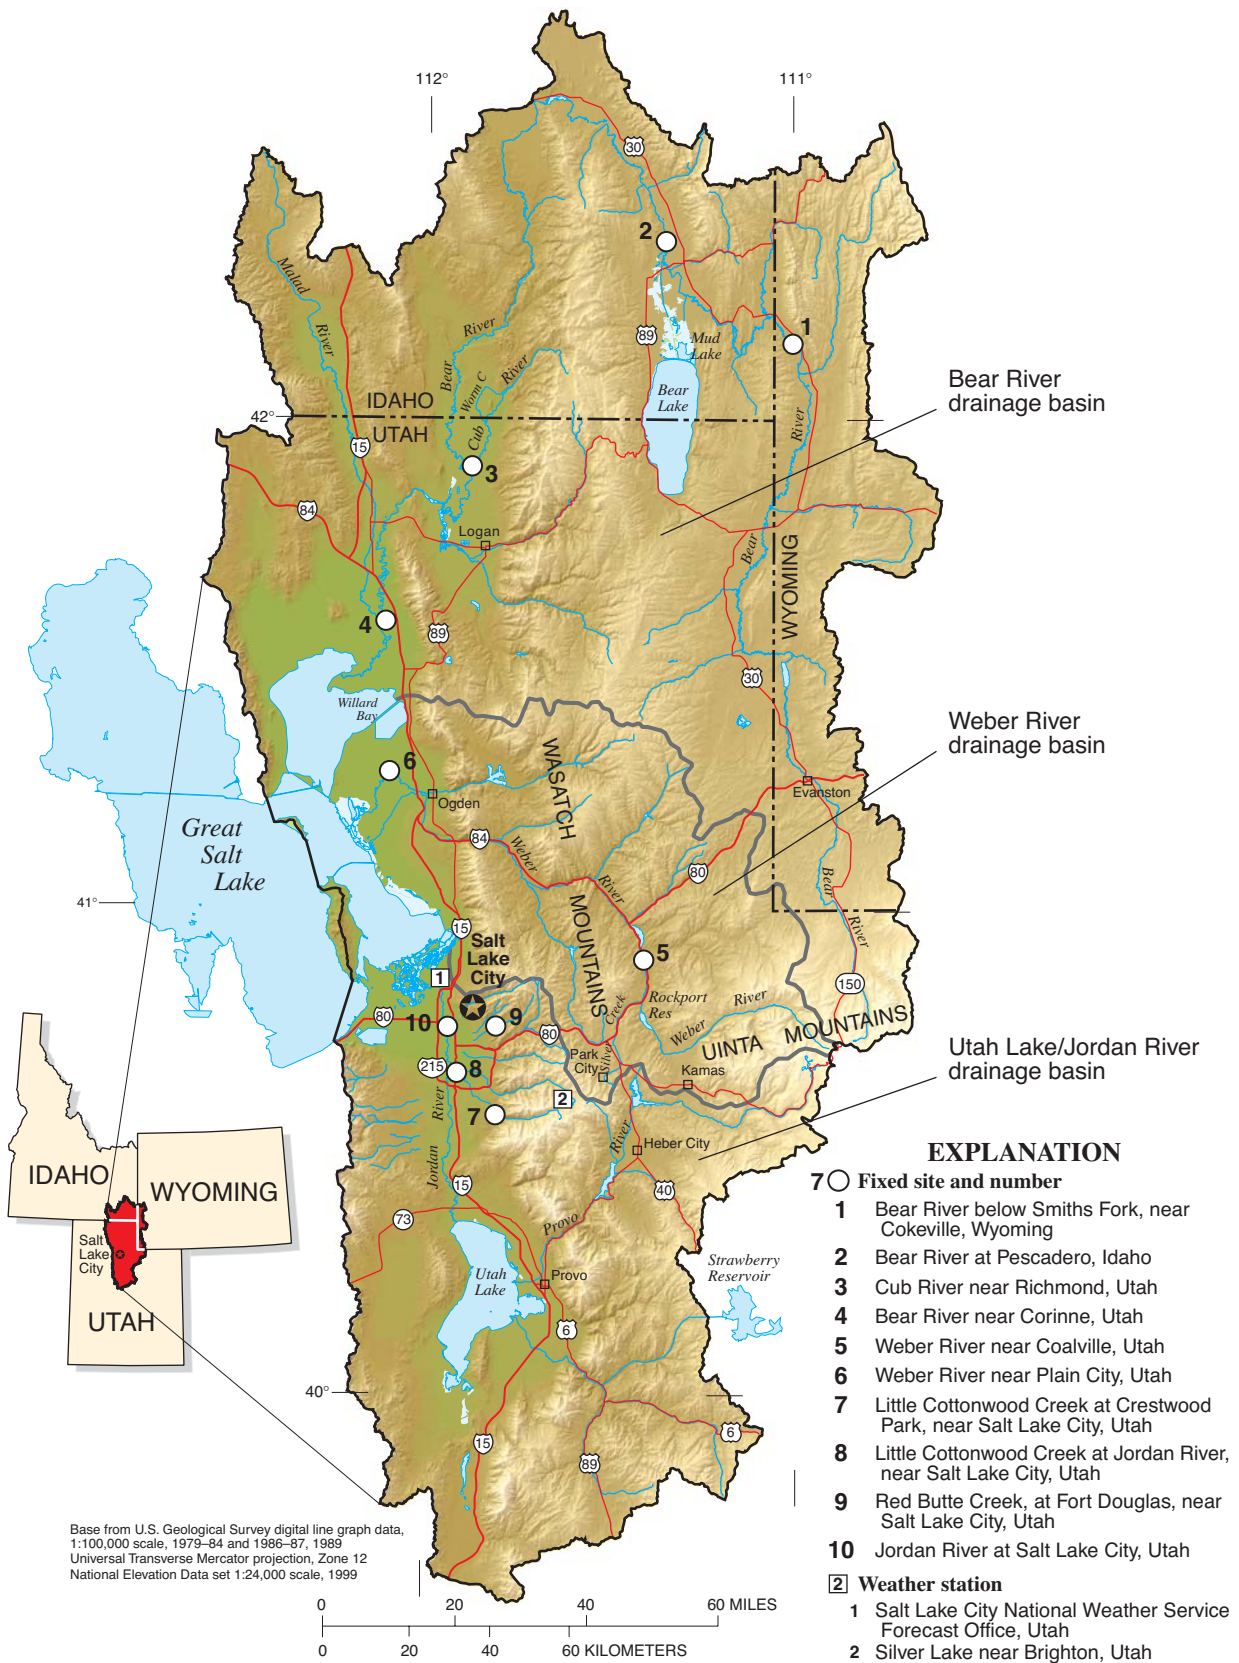 112°
111°
30
2
Malad
River
River
Bear
Worm C
River
Cub
89
Mud
Lake
1
Bear
Lake
Bear River
drainage basin
IDAHO
42°
UTAH
15
3
River
84
Logan
Bear
WYOMING
4
89
30
Willard
Bay
Weber River
drainage basin
6
WASATCH
Ogden
Evanston
Great
Salt
Lake
84
Weber
River
80
Bear
River
MOUNTAINS
41°
15
Salt
Lake
City
5
1
150
Rockport
Res
River
Weber
Creek
Silver
80
10
9
80
UINTA MOUNTAINS
Park
City
Kamas
215
8
Utah Lake/Jordan River
drainage basin
2
River
7
River
Heber City
Jordan
15
40
73
Provo
Utah
Lake
Provo
Strawberry
Reservoir
6
40°
15
89
6
IDAHO
WYOMING
Salt
Lake
City
UTAH
EXPLANATION
7 Fixed site and number
1 Bear River below Smiths Fork, near
Cokeville, Wyoming
2 Bear River at Pescadero, Idaho
3 Cub River near Richmond, Utah
4 Bear River near Corinne, Utah
5 Weber River near Coalville, Utah
6 Weber River near Plain City, Utah
7 Little Cottonwood Creek at Crestwood
Park, near Salt Lake City, Utah
8 Little Cottonwood Creek at Jordan River,
near Salt Lake City, Utah
9 Red Butte Creek, at Fort Douglas, near
Salt Lake City, Utah
10 Jordan River at Salt Lake City, Utah
2 Weather station
1 Salt Lake City National Weather Service
Forecast Office, Utah
2 Silver Lake near Brighton, Utah
Base from U.S. Geological Survey digital line graph data,
1:100,000 scale, 1979–84 and 1986–87, 1989
Universal Transverse Mercator projection, Zone 12
National Elevation Data set 1:24,000 scale, 1999
0 20 40 60 MILES
0 20 40 60 KILOMETERS